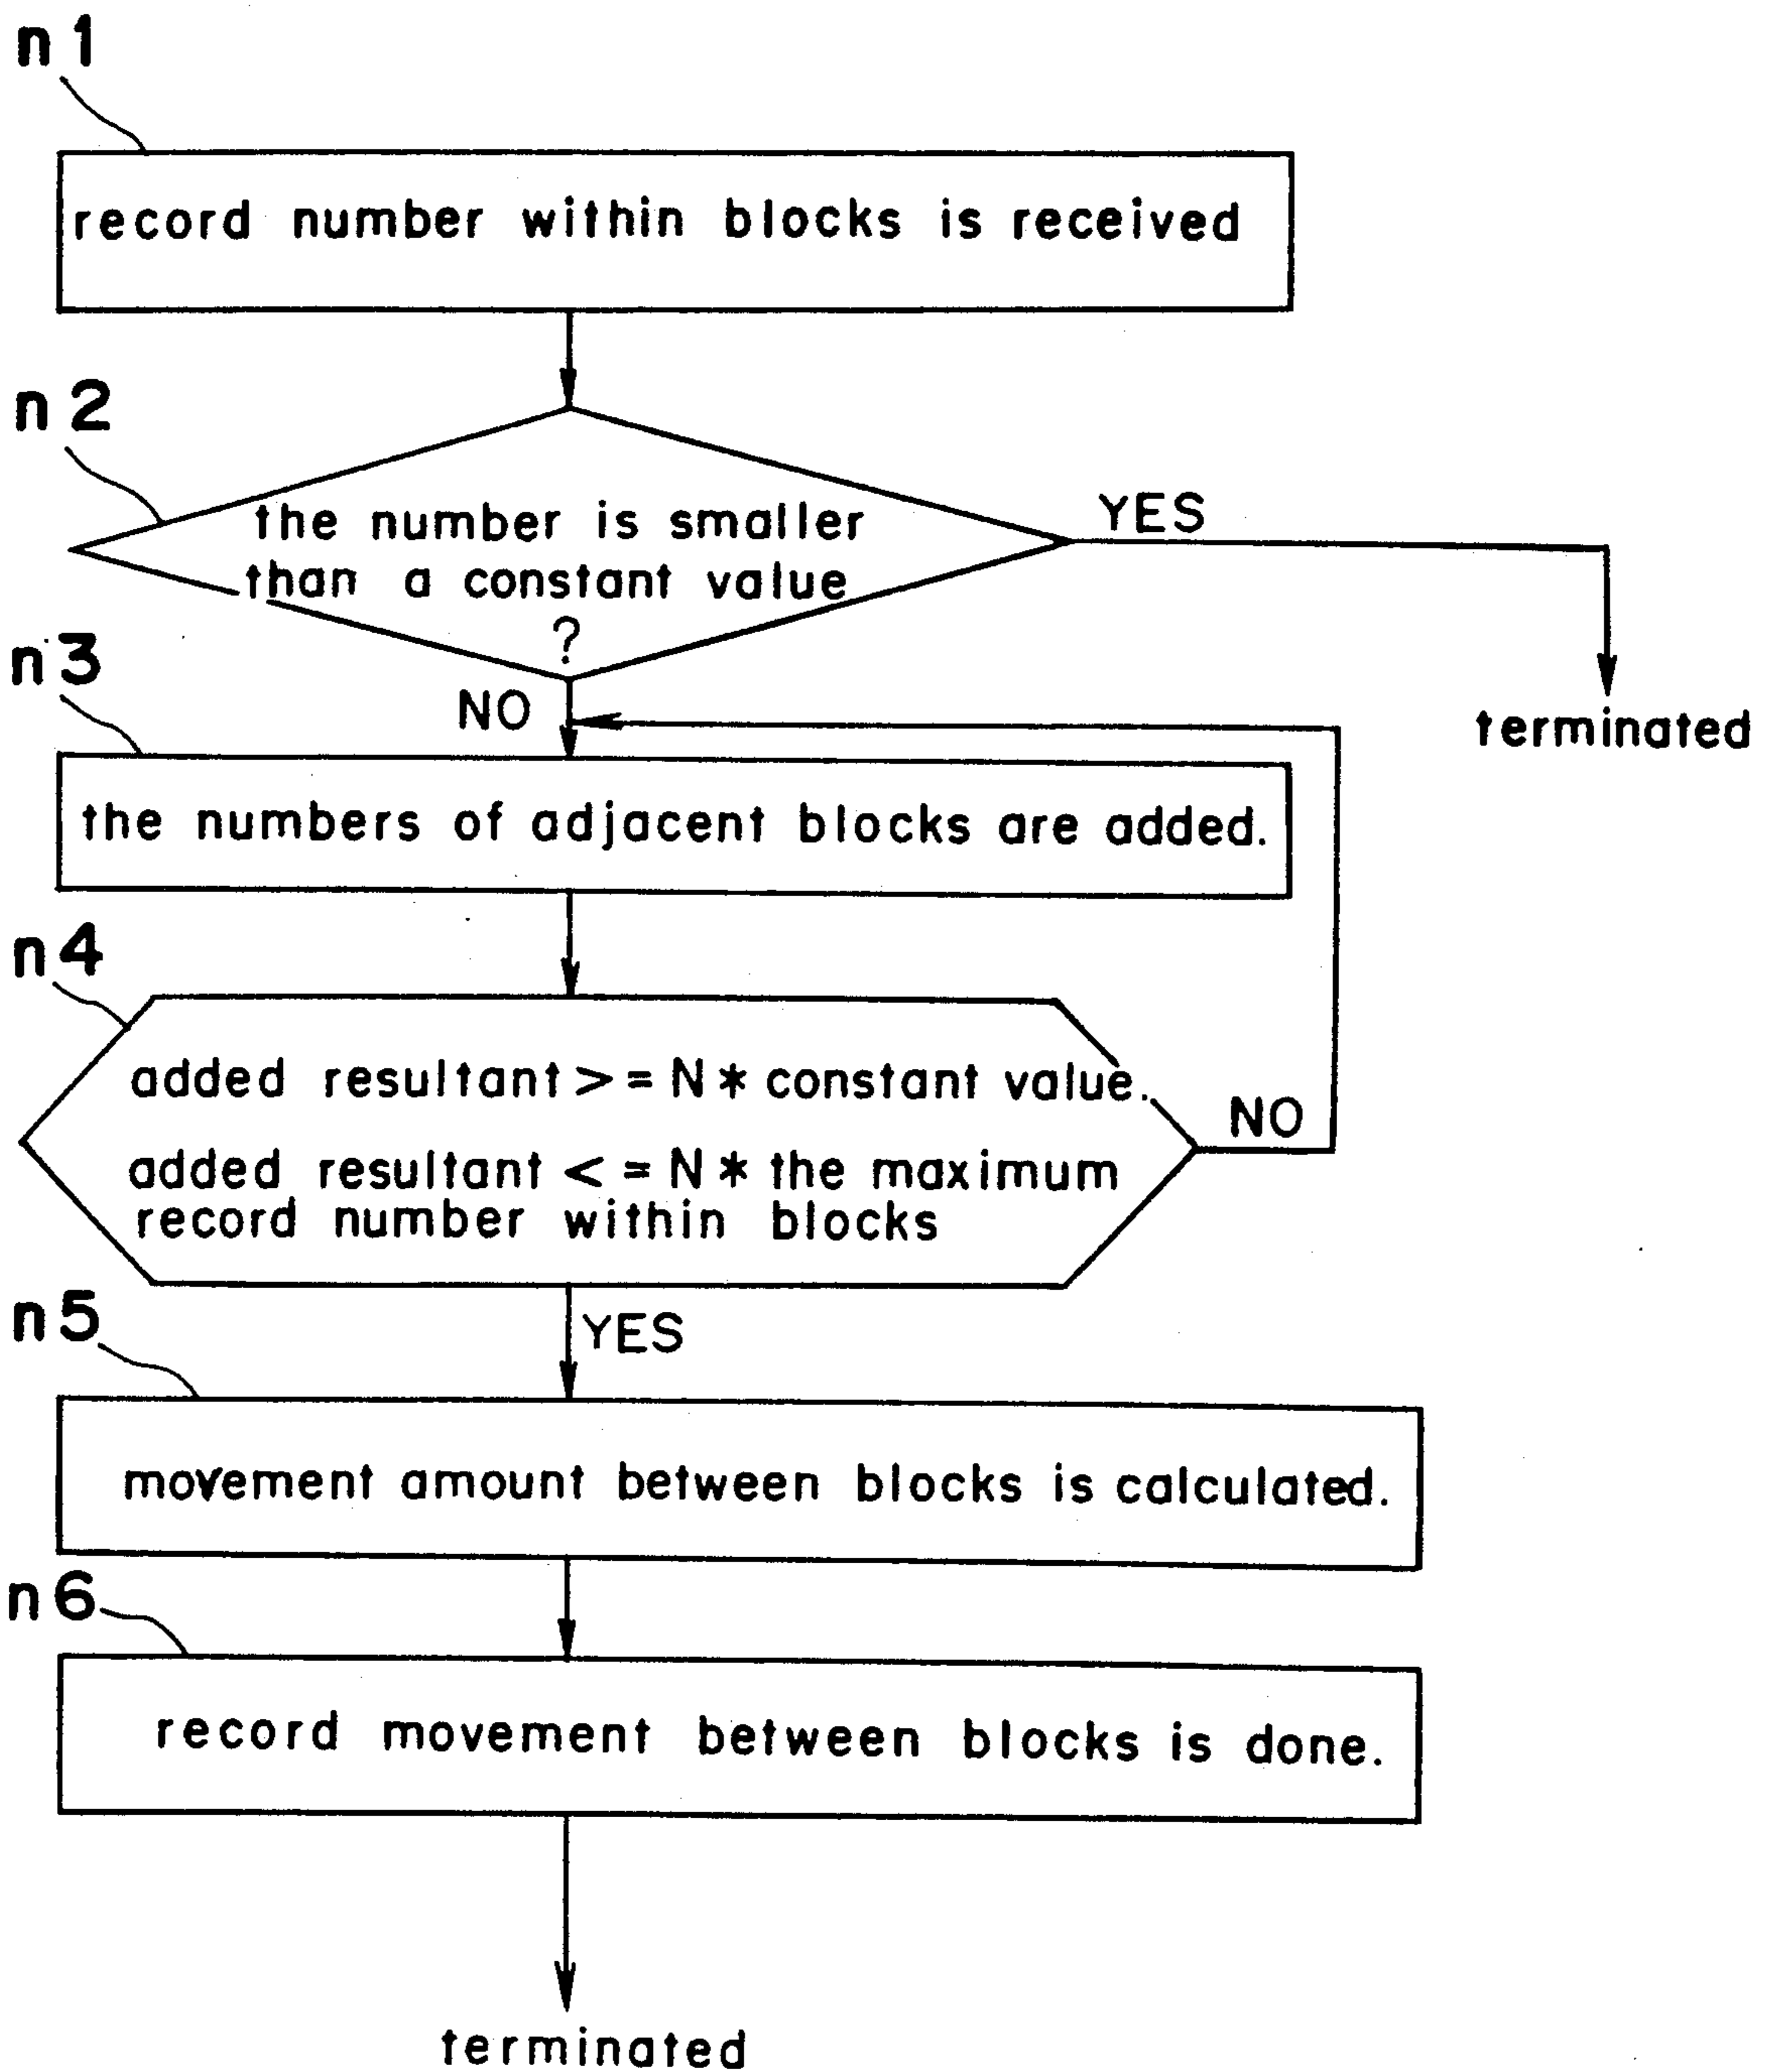 n1
record number within blocks is received
n2
the number is smaller
than a constant value
?
YES
terminated
n3
NO
the numbers of adjacent blocks are added.
n4
added resultant > = N * constant value.
added resultant < = N * the maximum
record number within blocks
NO
YES
n5
movement amount between blocks is calculated.
n6
record movement between blocks is done.
terminated